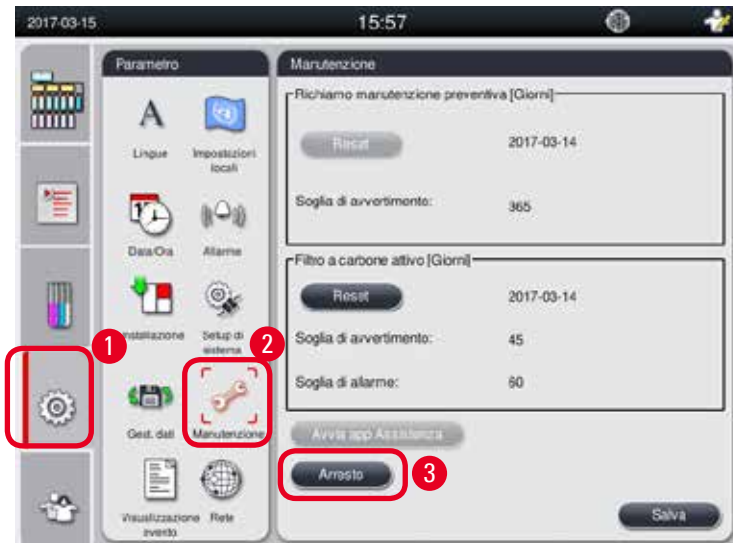 2017-03-15
15:57
Parametro
Lingue
Impostazioni
locali
Data/Ora
Allarme
Installazione
Setup di
sistema
1
2
Gest. dati
Manutenzione
Visualizzazione
evento
Rete
Manutenzione
Richiamo manutenzione preventiva [Giorni]
Reset
2017-03-14
Soglia di avvertimento:
365
Filtro a carbone attivo [Giorni]
Reset
2017-03-14
Soglia di avvertimento:
45
Soglia di allarme:
60
Avvia app Assistenza
Arresto
3
Salva